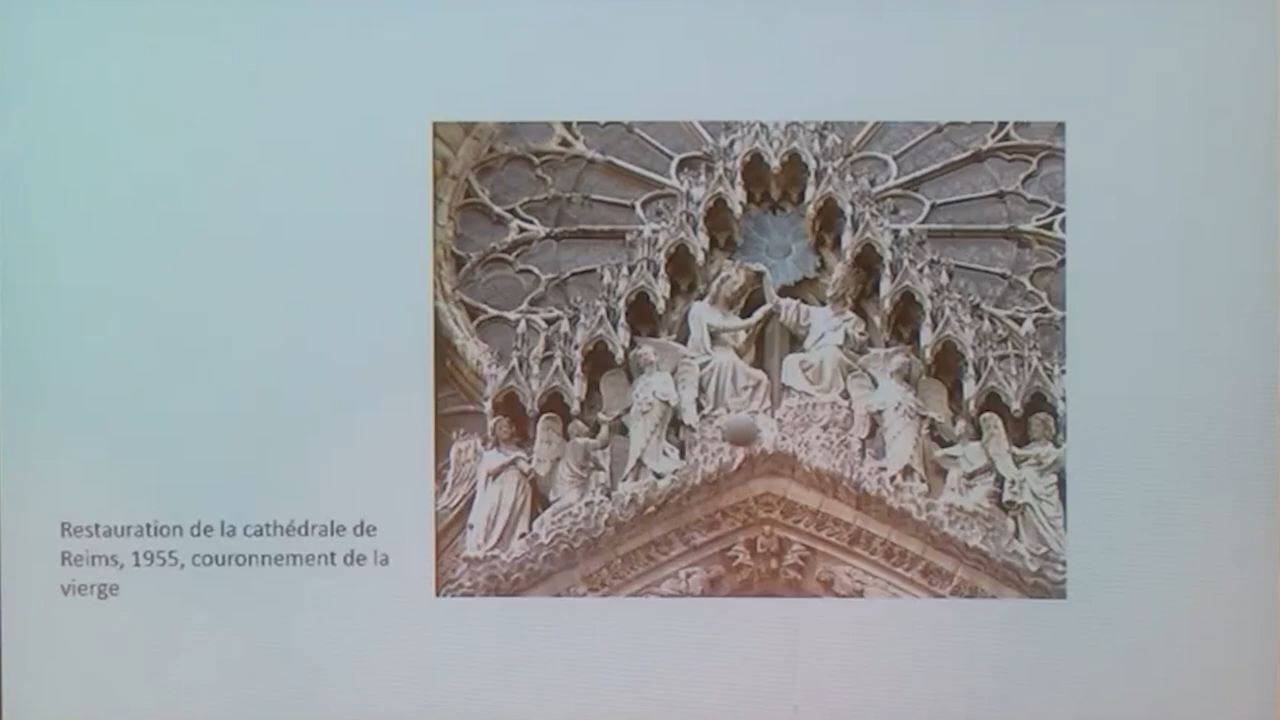 Restauration de la cathédrale de
Reims, 1955, couronnement de la
vierge